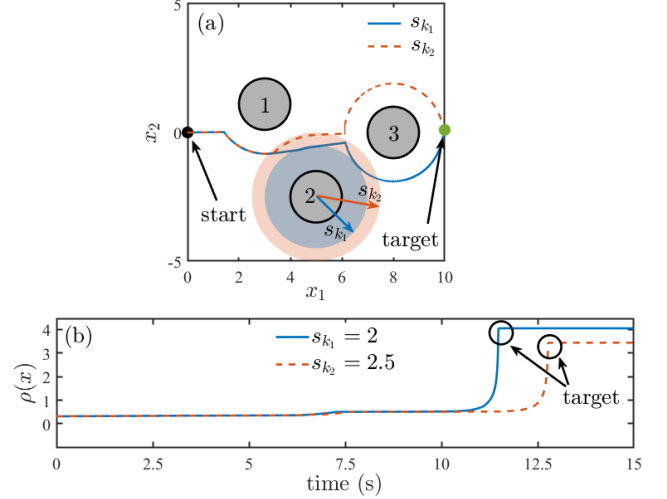 (a)
s_{k_1}
s_{k_2}
5
0
-5
x_2
1
2
3
start
target
s_{k_2}
s_{k_1}
0 2 4 6 8 10
x_1
(b)
s_{k_1} = 2
s_{k_2} = 2.5
4
3
2
1
0
ρ(x)
target
0 2.5 5 7.5 10 12.5 15
time (s)